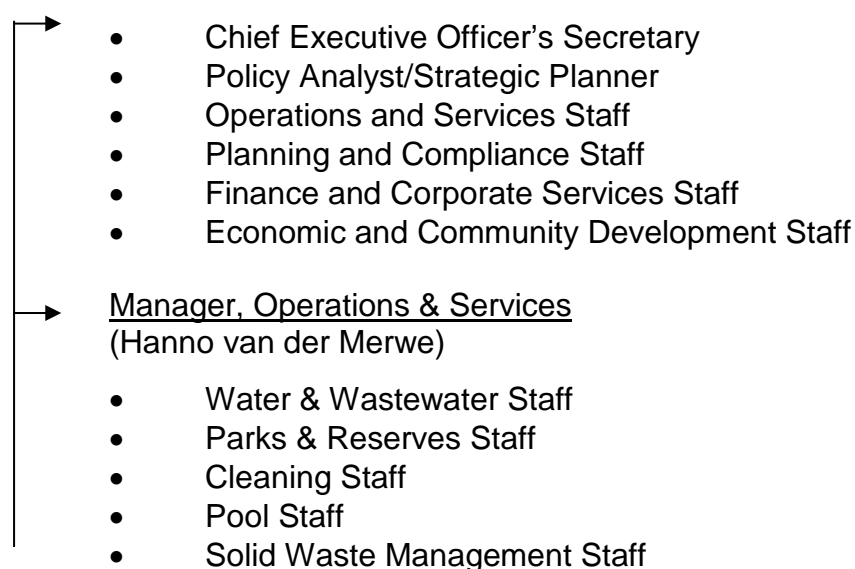 • Chief Executive Officer’s Secretary
• Policy Analyst/Strategic Planner
• Operations and Services Staff
• Planning and Compliance Staff
• Finance and Corporate Services Staff
• Economic and Community Development Staff
Manager, Operations & Services
(Hanno van der Merwe)
• Water & Wastewater Staff
• Parks & Reserves Staff
• Cleaning Staff
• Pool Staff
• Solid Waste Management Staff